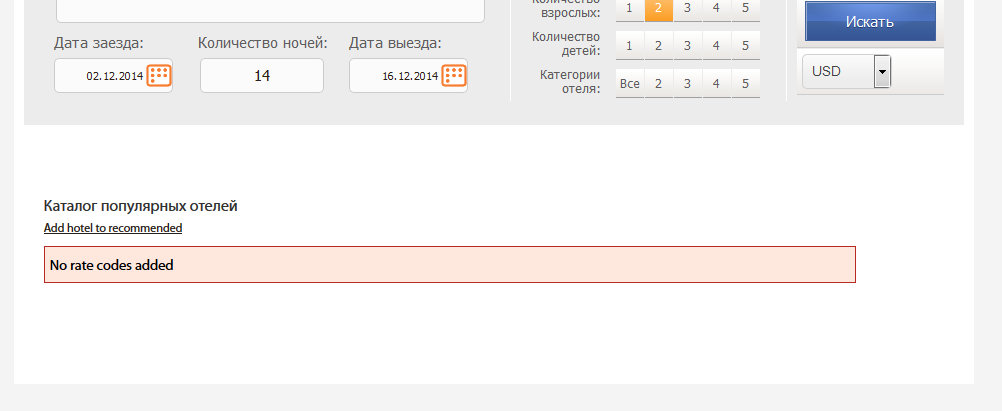 Количество
взрослых:
1 2 3 4 5
Искать
Дата заезда:
Количество ночей:
Дата выезда:
02.12.2014
14
16.12.2014
Количество
детей:
1 2 3 4 5
Категории
отеля:
Все 2 3 4 5
USD
Каталог популярных отелей
Add hotel to recommended
No rate codes added